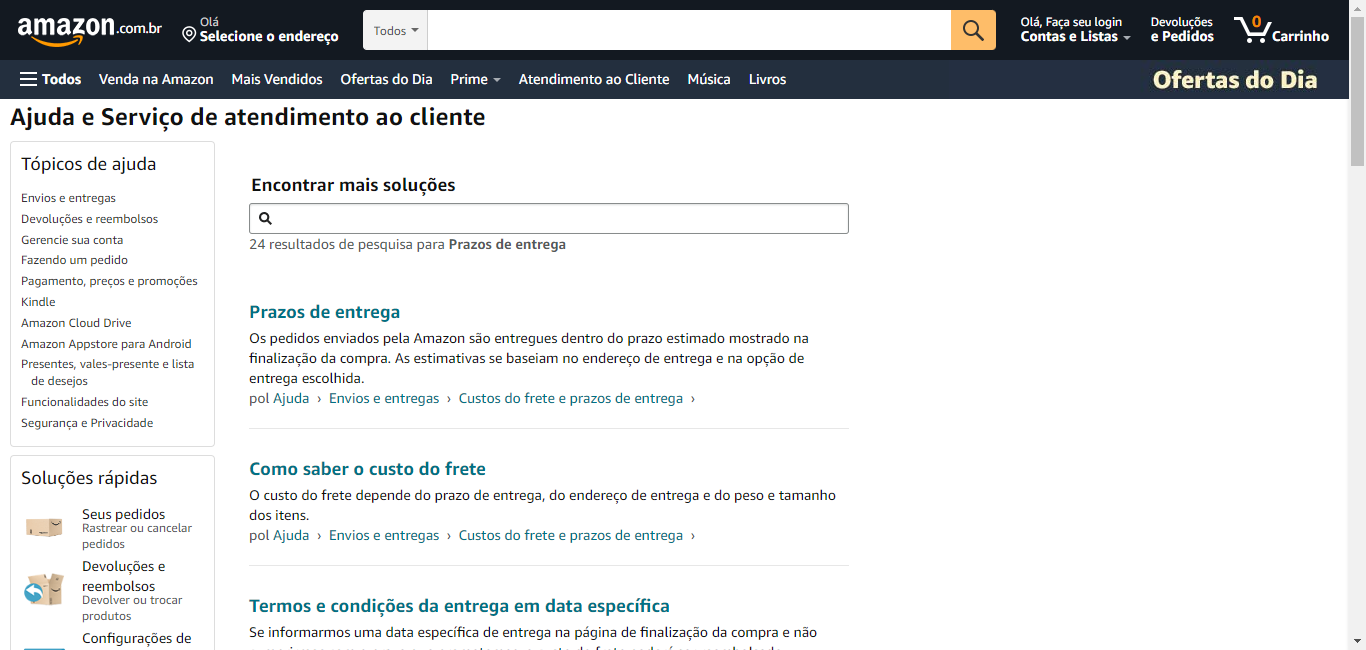 amazon.com.br
Olá
Selecione o endereço
Todos
Olá, Faça seu login
Contas e Listas
Devoluções
e Pedidos
0
Carrinho
Todos
Venda na Amazon
Mais Vendidos
Ofertas do Dia
Prime
Atendimento ao Cliente
Música
Livros
Ofertas do Dia
Ajuda e Serviço de atendimento ao cliente
Tópicos de ajuda
Envios e entregas
Devoluções e reembolsos
Gerencie sua conta
Fazendo um pedido
Pagamento, preços e promoções
Kindle
Amazon Cloud Drive
Amazon Appstore para Android
Presentes, vales-presente e lista
de desejos
Funcionalidades do site
Segurança e Privacidade
Soluções rápidas
Seus pedidos
Rastrear ou cancelar
pedidos
Devoluções e
reembolsos
Devolver ou trocar
produtos
Configurações de
Encontrar mais soluções
24 resultados de pesquisa para Prazos de entrega
Prazos de entrega
Os pedidos enviados pela Amazon são entregues dentro do prazo estimado mostrado na
finalização da compra. As estimativas se baseiam no endereço de entrega e na opção de
entrega escolhida.
pol Ajuda › Envios e entregas › Custos do frete e prazos de entrega ›
Como saber o custo do frete
O custo do frete depende do prazo de entrega, do endereço de entrega e do peso e tamanho
dos itens.
pol Ajuda › Envios e entregas › Custos do frete e prazos de entrega ›
Termos e condições da entrega em data específica
Se informarmos uma data específica de entrega na página de finalização da compra e não